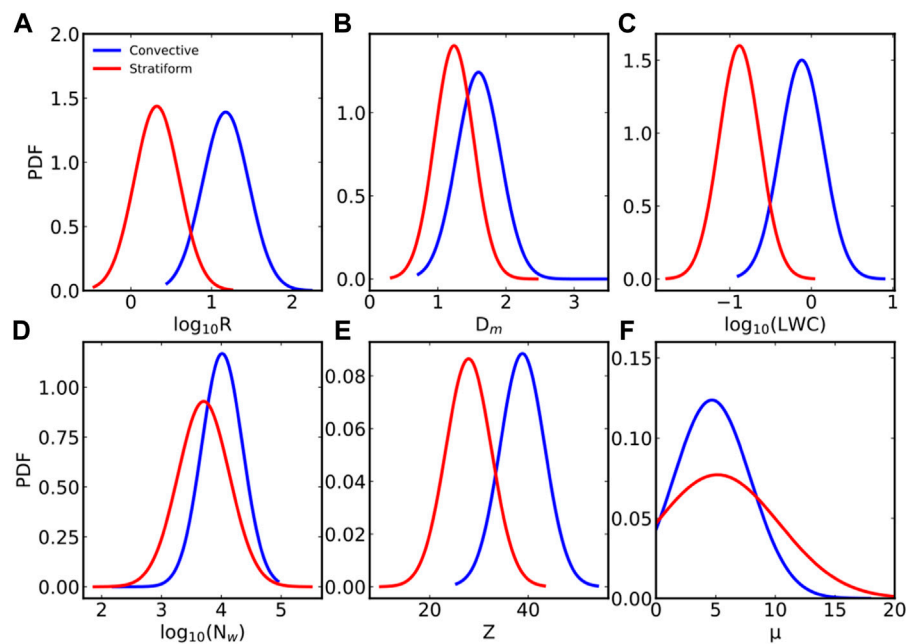 A
B
C
2.0
1.5
1.0
0.5
0.0
PDF
Convective
Stratiform
0 1 2
log₁₀R
1.0
0.5
0.0
0 1 2 3
Dₘ
1.5
1.0
0.5
0.0
−1 0 1
log₁₀(LWC)
D
E
F
1.00
0.75
0.50
0.25
0.00
PDF
2 3 4 5
log₁₀(N_w)
0.08
0.06
0.04
0.02
0.00
20 40
Z
0.15
0.10
0.05
0.00
0 5 10 15 20
μ